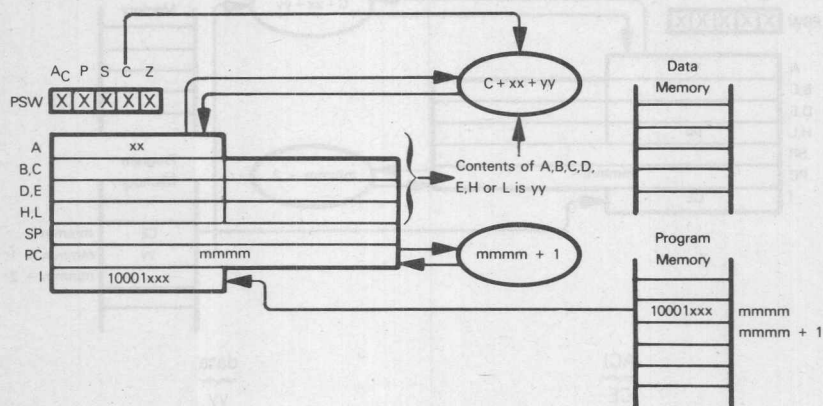 A_C P S C Z
PSW X X X X X
C + xx + yy
Data
Memory
A xx
B,C
D,E
H,L
SP
PC mmmm
I 10001xxx
Contents of A,B,C,D,
E,H or L is yy
mmmm + 1
Program
Memory
10001xxx mmmm
mmmm + 1